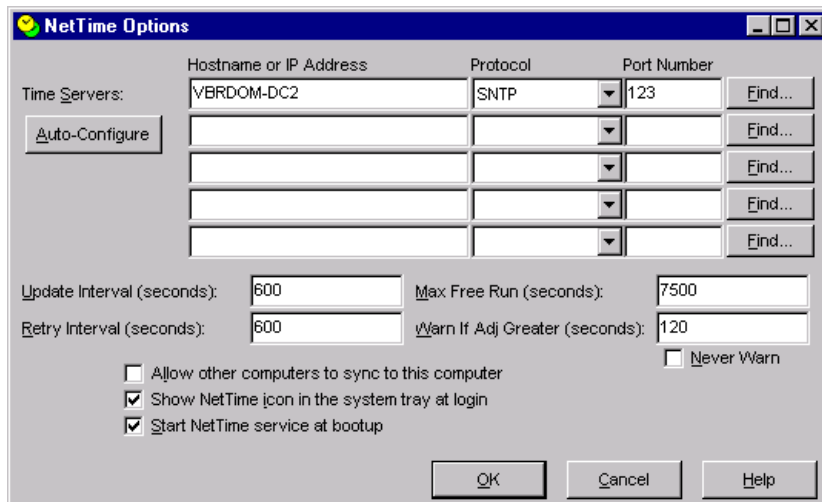 NetTime Options
Hostname or IP Address Protocol Port Number
Time Servers: VBRDOM-DC2 SNTP 123 Find...
Auto-Configure Find...
Find...
Find...
Find...
Update Interval (seconds): 600 Max Free Run (seconds): 7500
Retry Interval (seconds): 600 Warn If Adj Greater (seconds): 120
Never Warn
Allow other computers to sync to this computer
Show NetTime icon in the system tray at login
Start NetTime service at bootup
OK Cancel Help